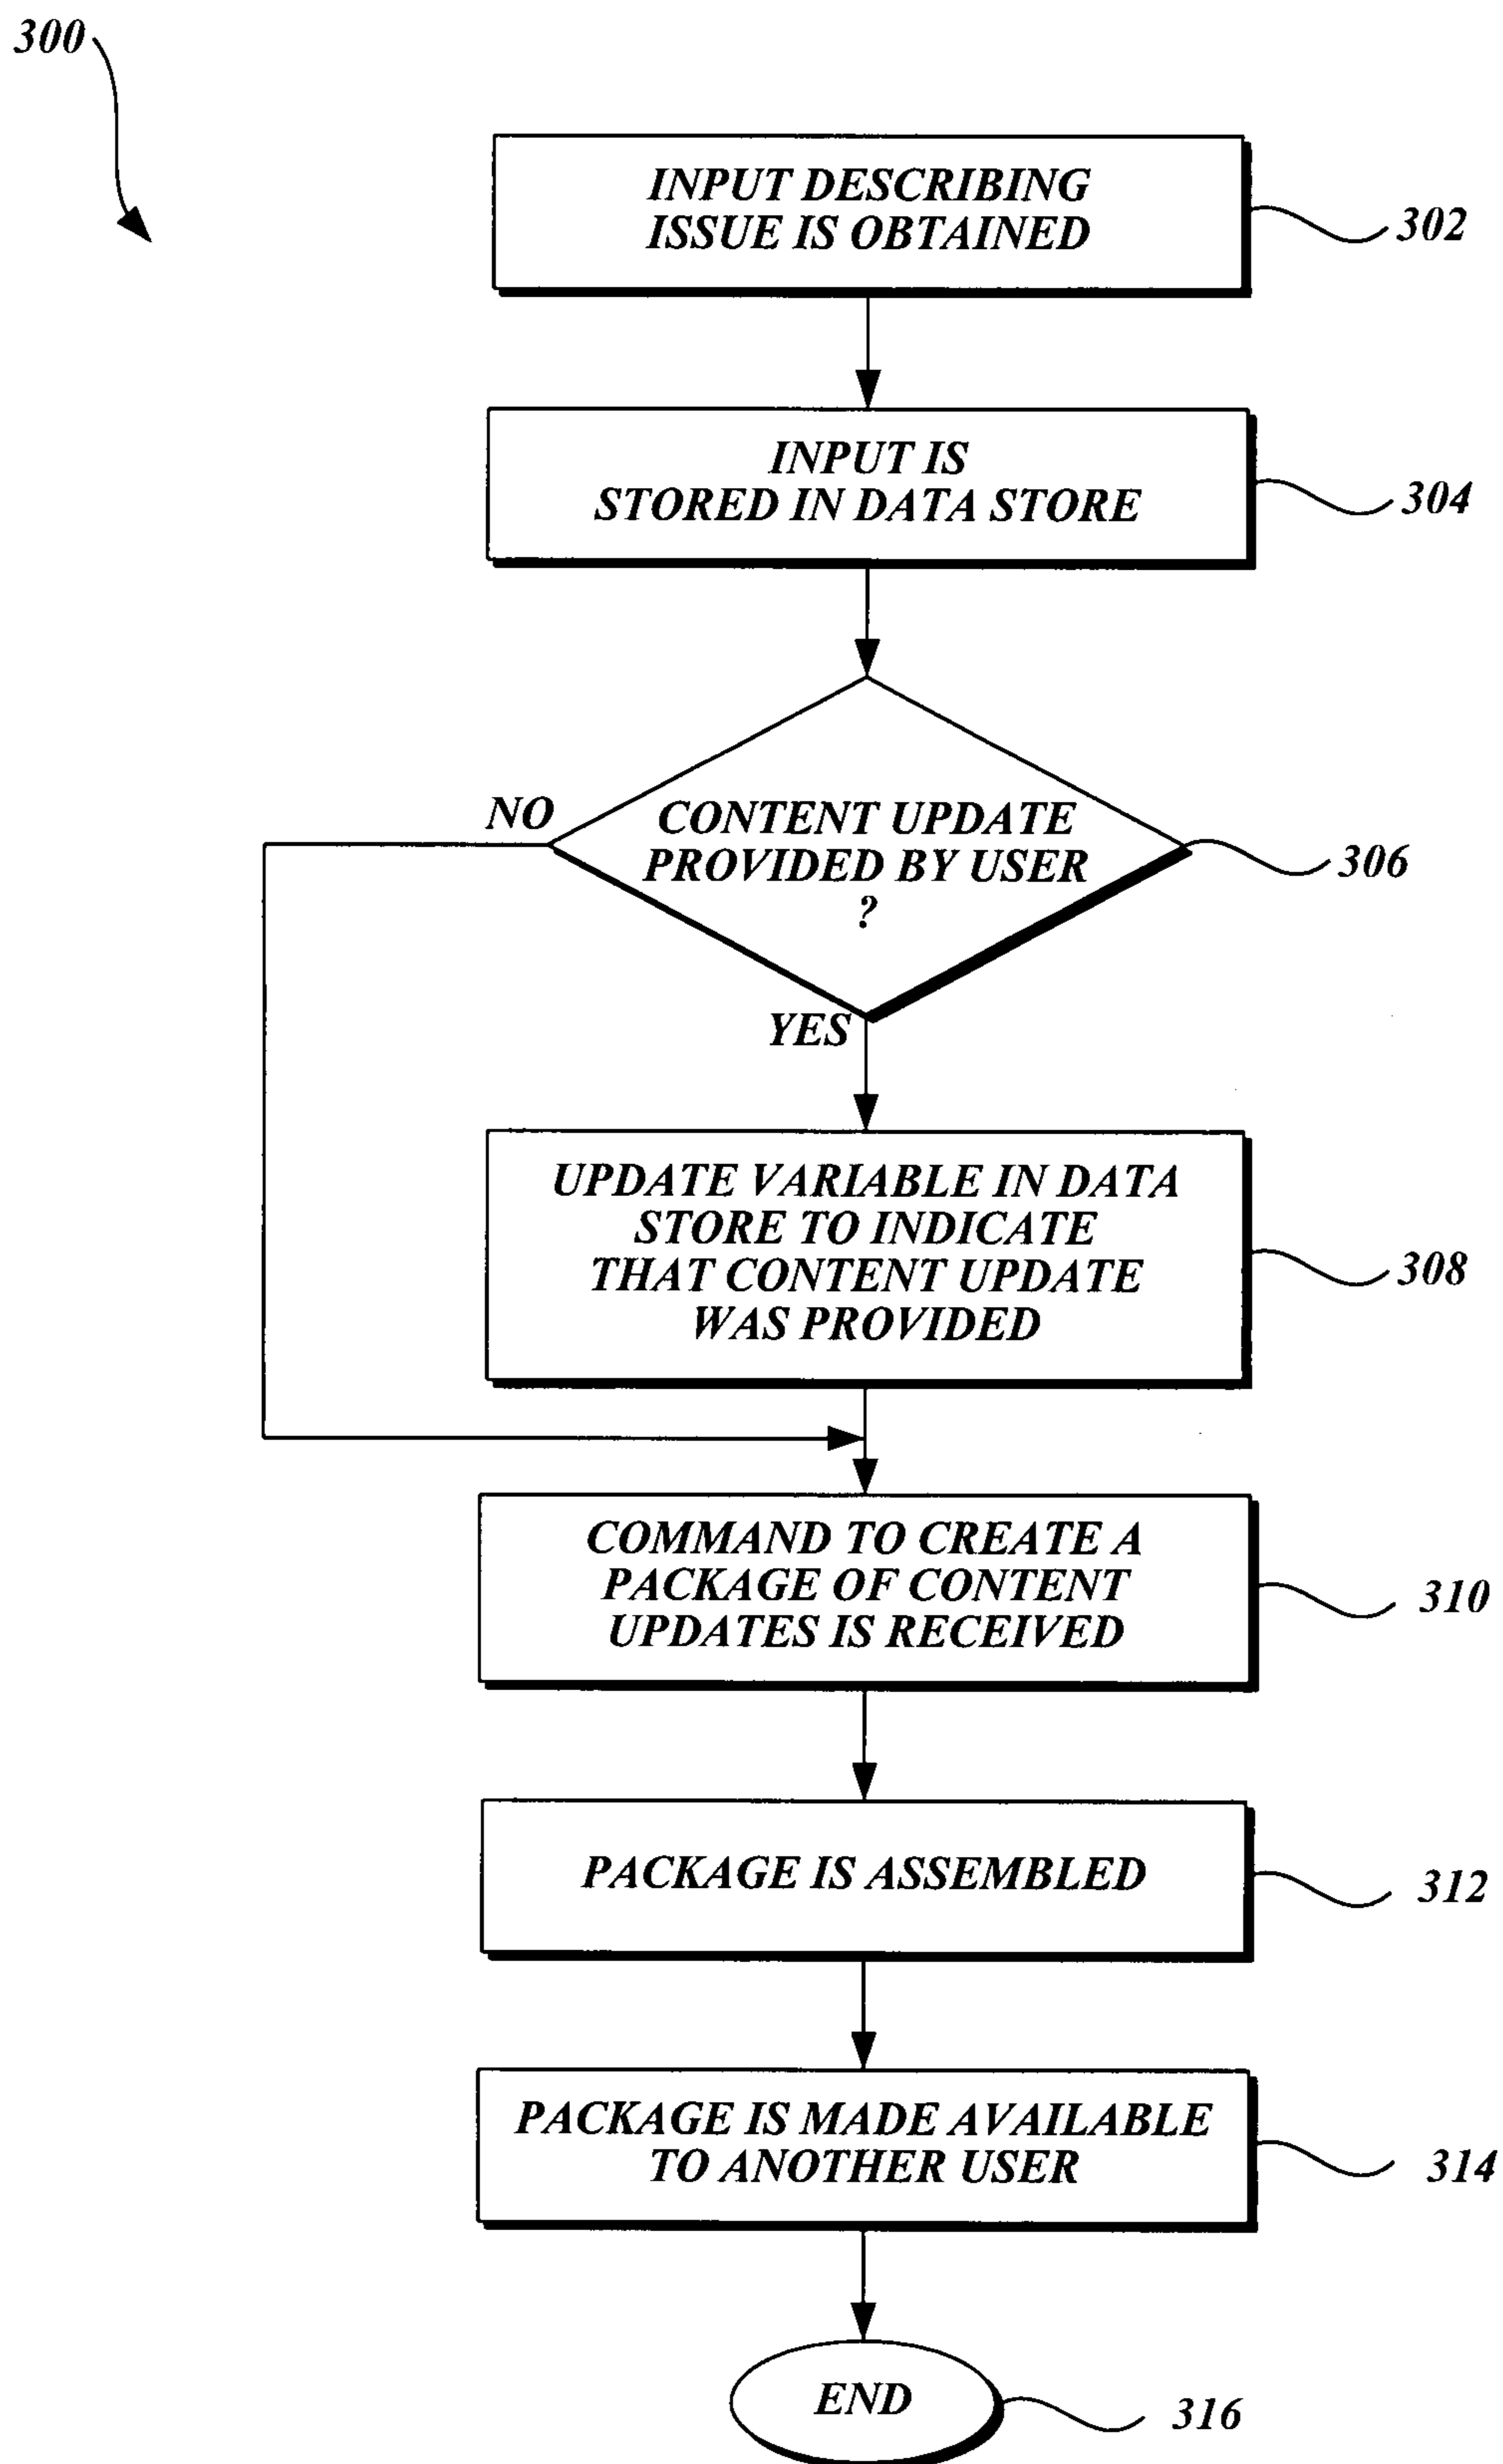 300
INPUT DESCRIBING
ISSUE IS OBTAINED
302
INPUT IS
STORED IN DATA STORE
304
NO
CONTENT UPDATE
PROVIDED BY USER
?
306
YES
UPDATE VARIABLE IN DATA
STORE TO INDICATE
THAT CONTENT UPDATE
WAS PROVIDED
308
COMMAND TO CREATE A
PACKAGE OF CONTENT
UPDATES IS RECEIVED
310
PACKAGE IS ASSEMBLED
312
PACKAGE IS MADE AVAILABLE
TO ANOTHER USER
314
END
316